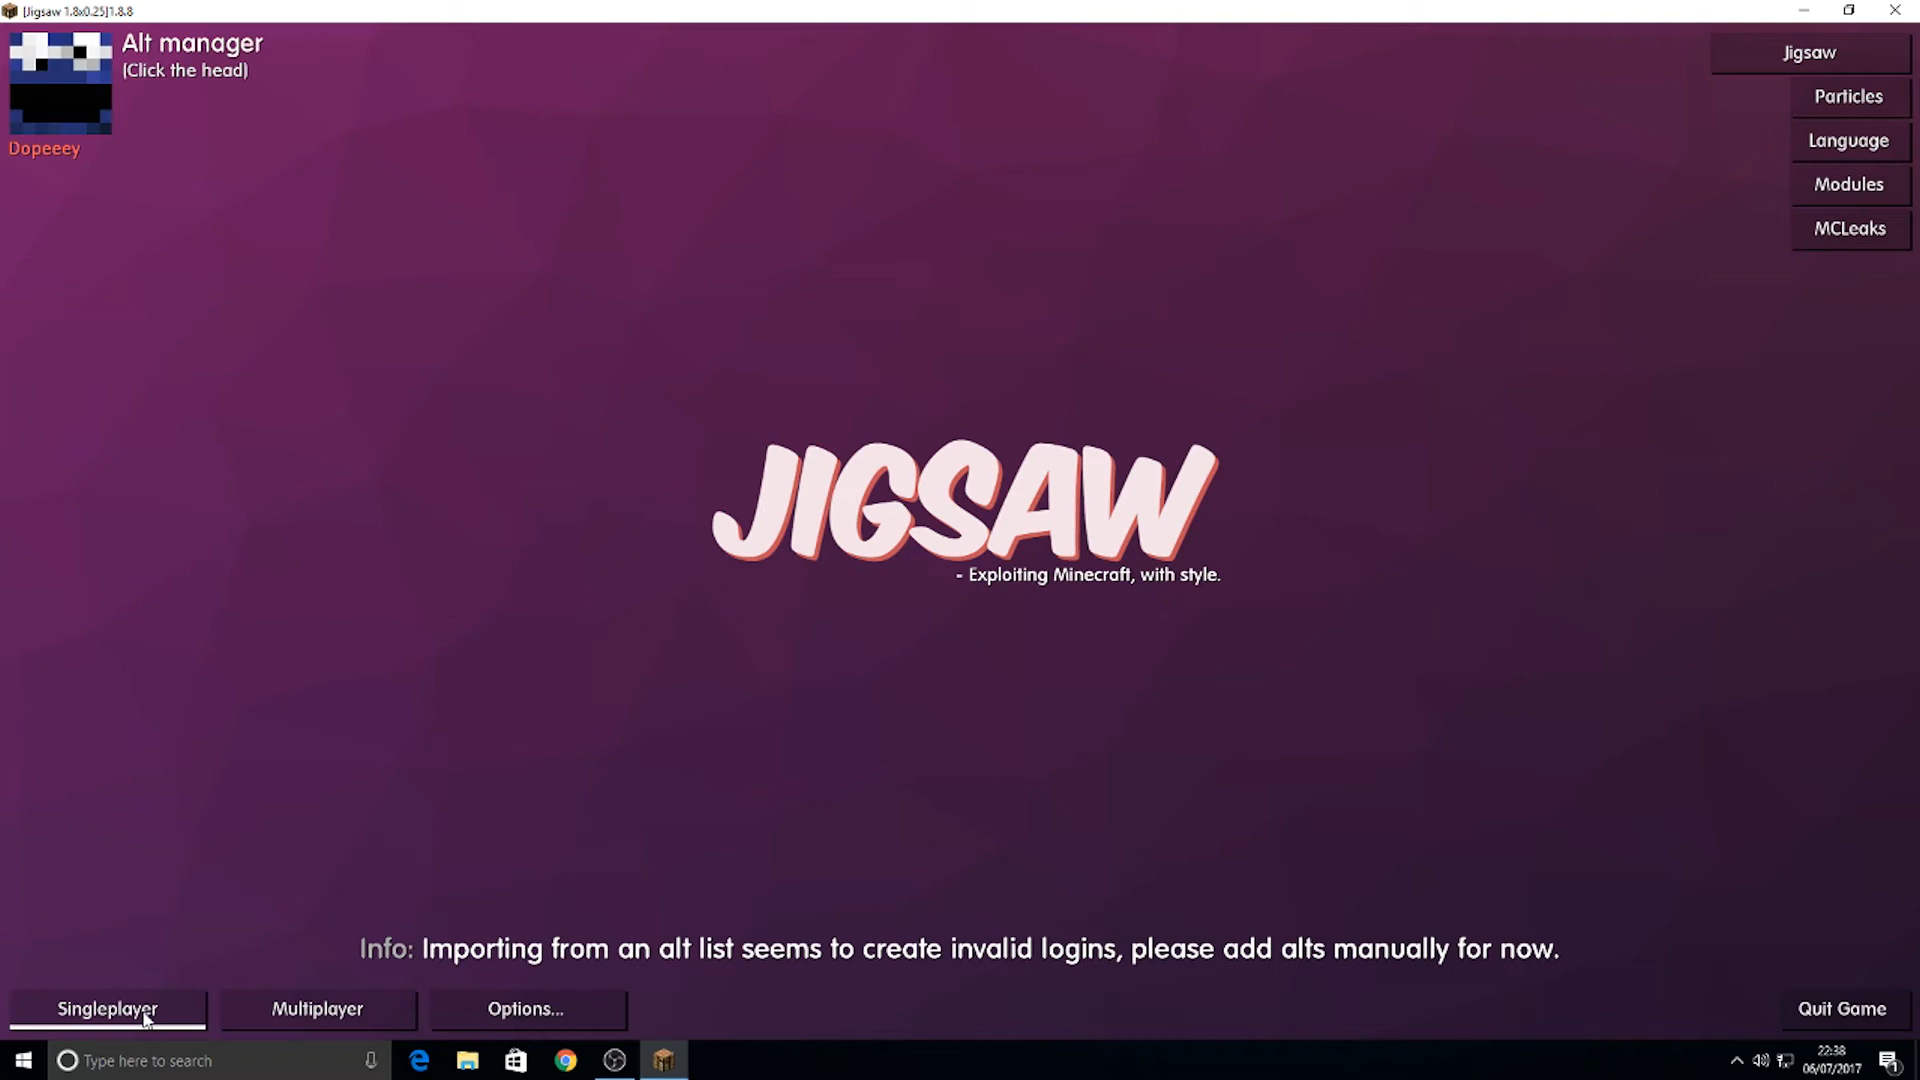 [Jigsaw 1.8x0.25]1.8.8
Alt manager
(Click the head)
Dopeeey
Jigsaw
Particles
Language
Modules
MCLeaks
JIGSAW
- Exploiting Minecraft, with style.
Info: Importing from an alt list seems to create invalid logins, please add alts manually for now.
Singleplayer
Multiplayer
Options...
Quit Game
Type here to search
22:38
06/07/2017
1